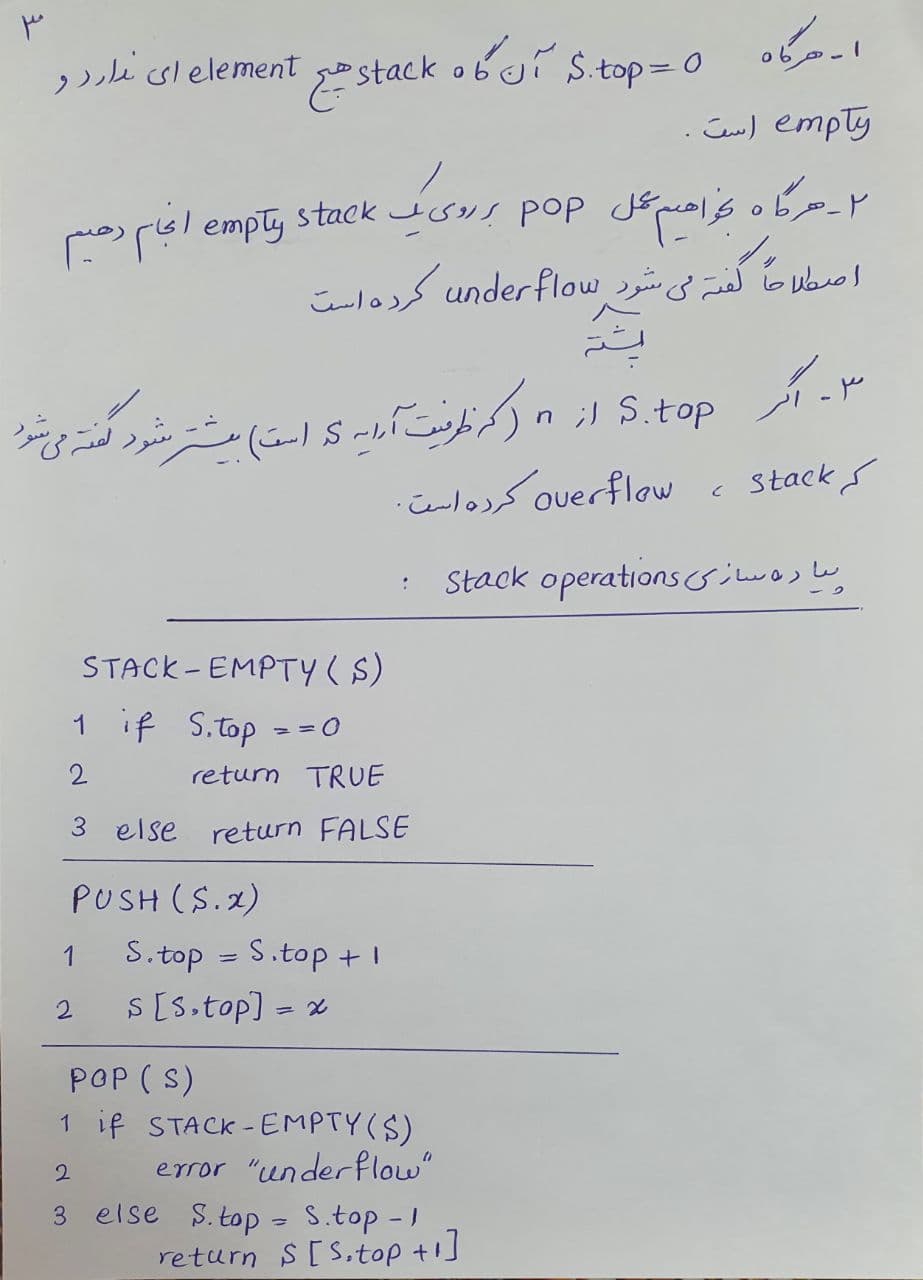 ۳
۱- هرگاه S.top = 0 آن گاه stack هیچ element ای ندارد و
empty است.
۲- هرگاه بخواهیم عمل pop بر روی یک empty stack انجام دهیم
اصطلاحاً گفته می شود underflow کرده است
پشته
۳- اگر S.top از n (که ظرفیت آرایه S است) بیشتر شود گفته می شود
که stack ، overflow کرده است.
پیاده سازی stack operations :
STACK-EMPTY(S)
1 if S.top == 0
2 return TRUE
3 else return FALSE
PUSH(S.x)
1 S.top = S.top + 1
2 S[S.top] = x
POP(S)
1 if STACK-EMPTY(S)
2 error "underflow"
3 else S.top = S.top - 1
return S[S.top + 1]